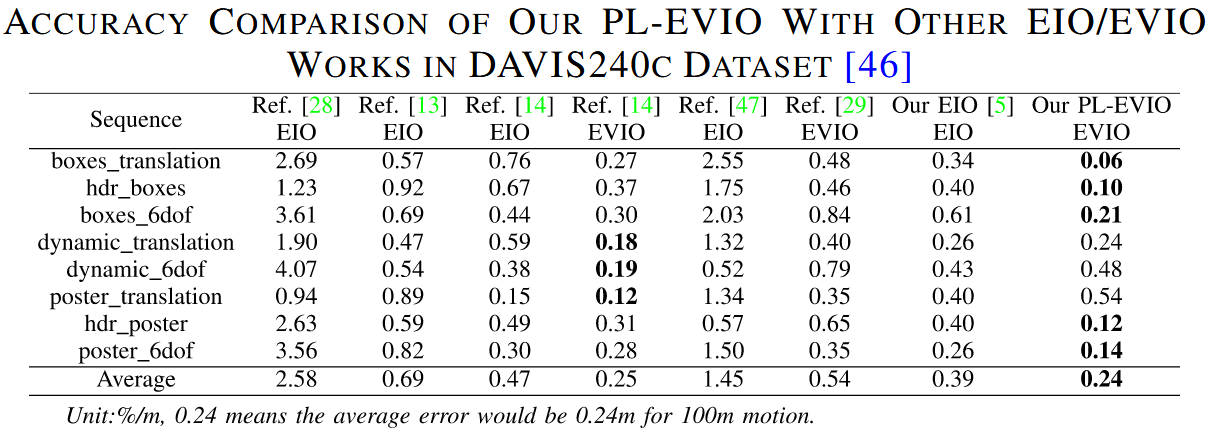 ACCURACY COMPARISON OF OUR PL-EVIO WITH OTHER EIO/EVIO
WORKS IN DAVIS240C DATASET [46]
Sequence Ref. [28] EIO Ref. [13] EIO Ref. [14] EIO Ref. [14] EVIO Ref. [47] EIO Ref. [29] EVIO Our EIO [5] EIO Our PL-EVIO EVIO
boxes_translation 2.69 0.57 0.76 0.27 2.55 0.48 0.34 0.06
hdr_boxes 1.23 0.92 0.67 0.37 1.75 0.46 0.40 0.10
boxes_6dof 3.61 0.69 0.44 0.30 2.03 0.84 0.61 0.21
dynamic_translation 1.90 0.47 0.59 0.18 1.32 0.40 0.26 0.24
dynamic_6dof 4.07 0.54 0.38 0.19 0.52 0.79 0.43 0.48
poster_translation 0.94 0.89 0.15 0.12 1.34 0.35 0.40 0.54
hdr_poster 2.63 0.59 0.49 0.31 0.57 0.65 0.40 0.12
poster_6dof 3.56 0.82 0.30 0.28 1.50 0.35 0.26 0.14
Average 2.58 0.69 0.47 0.25 1.45 0.54 0.39 0.24
Unit:%/m, 0.24 means the average error would be 0.24m for 100m motion.